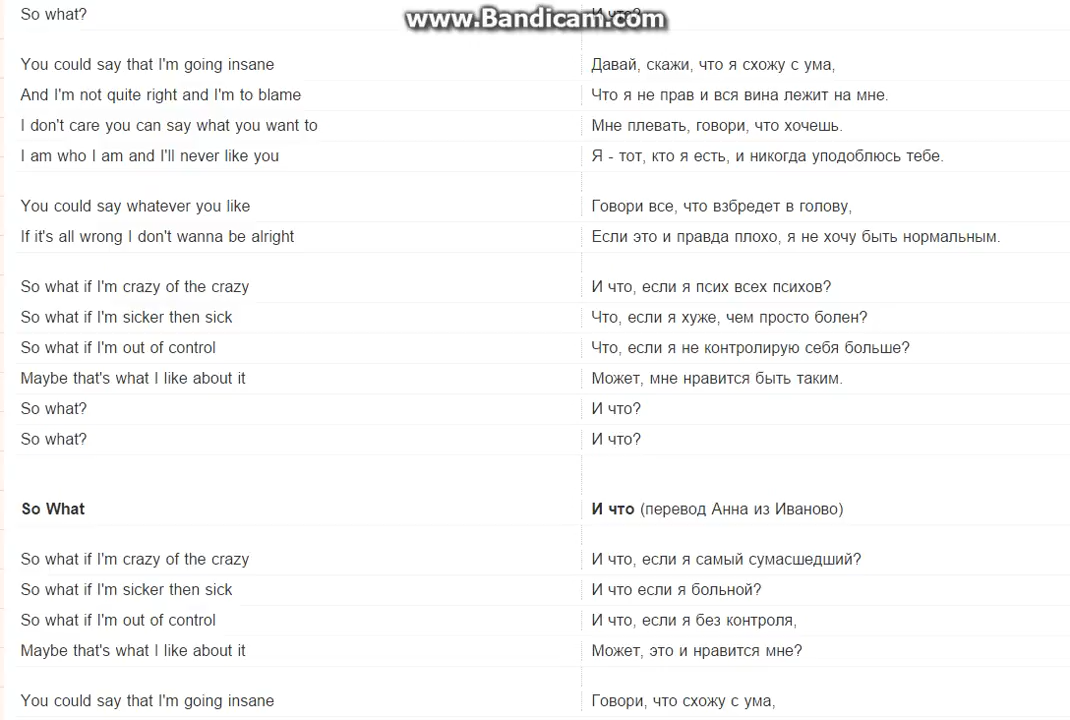 www.Bandicam.com
So what? И что?
You could say that I'm going insane Давай, скажи, что я схожу с ума,
And I'm not quite right and I'm to blame Что я не прав и вся вина лежит на мне.
I don't care you can say what you want to Мне плевать, говори, что хочешь.
I am who I am and I'll never like you Я - тот, кто я есть, и никогда уподоблюсь тебе.
You could say whatever you like Говори все, что взбредет в голову,
If it's all wrong I don't wanna be alright Если это и правда плохо, я не хочу быть нормальным.
So what if I'm crazy of the crazy И что, если я псих всех психов?
So what if I'm sicker then sick Что, если я хуже, чем просто болен?
So what if I'm out of control Что, если я не контролирую себя больше?
Maybe that's what I like about it Может, мне нравится быть таким.
So what? И что?
So what? И что?
So What И что (перевод Анна из Иваново)
So what if I'm crazy of the crazy И что, если я самый сумасшедший?
So what if I'm sicker then sick И что если я больной?
So what if I'm out of control И что, если я без контроля,
Maybe that's what I like about it Может, это и нравится мне?
You could say that I'm going insane Говори, что схожу с ума,